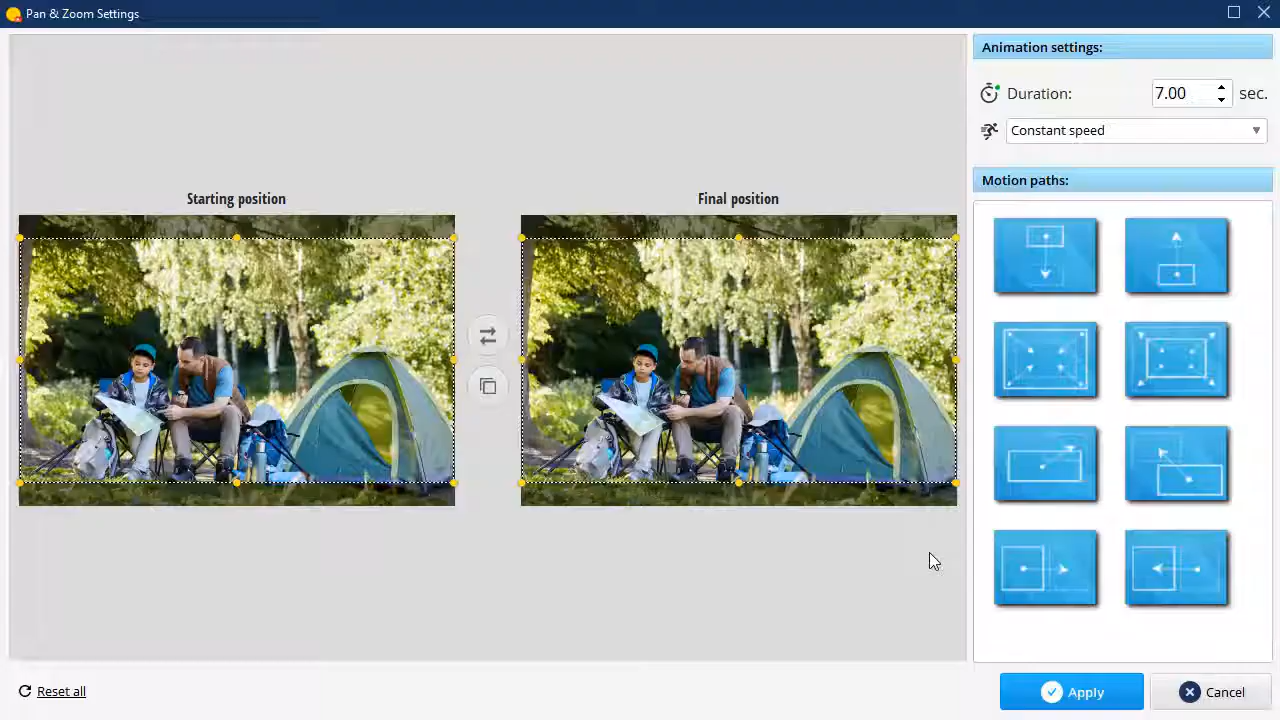 Pan & Zoom Settings
Animation settings:
Duration:
7.00
sec.
Constant speed
Motion paths:
Starting position
Final position
Reset all
Apply
Cancel